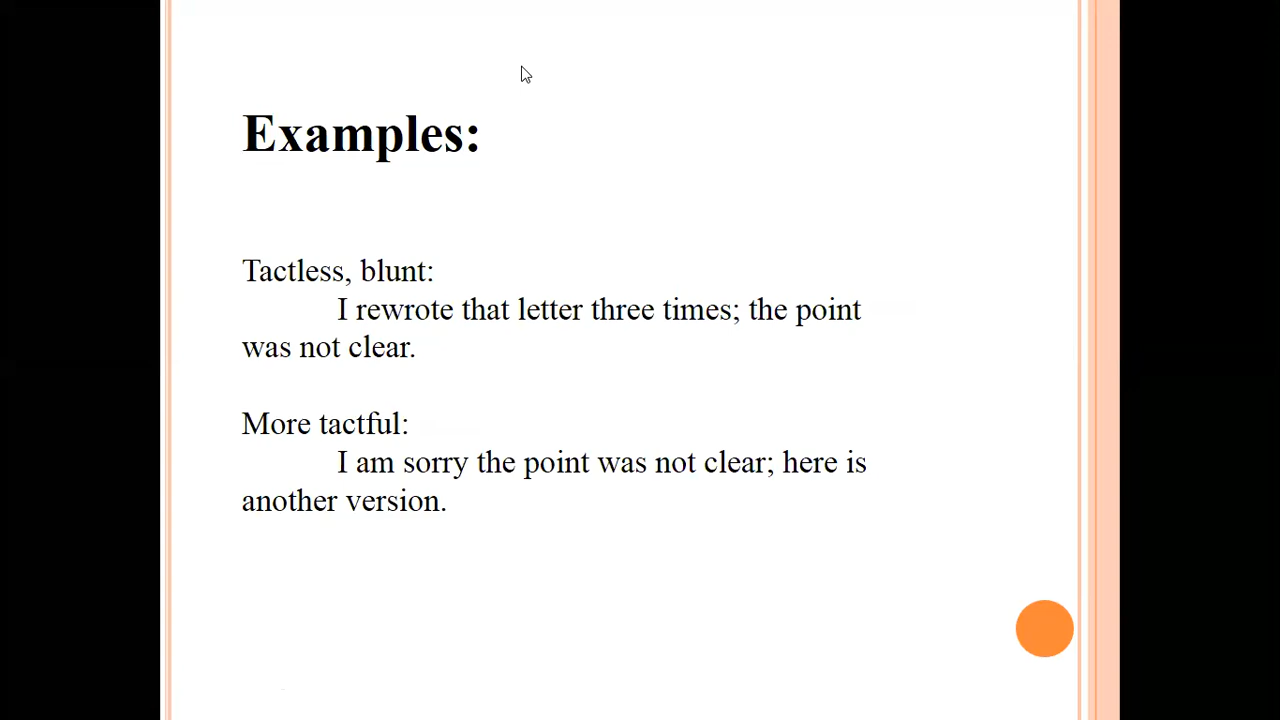 Examples:
Tactless, blunt:
I rewrote that letter three times; the point
was not clear.
More tactful:
I am sorry the point was not clear; here is
another version.